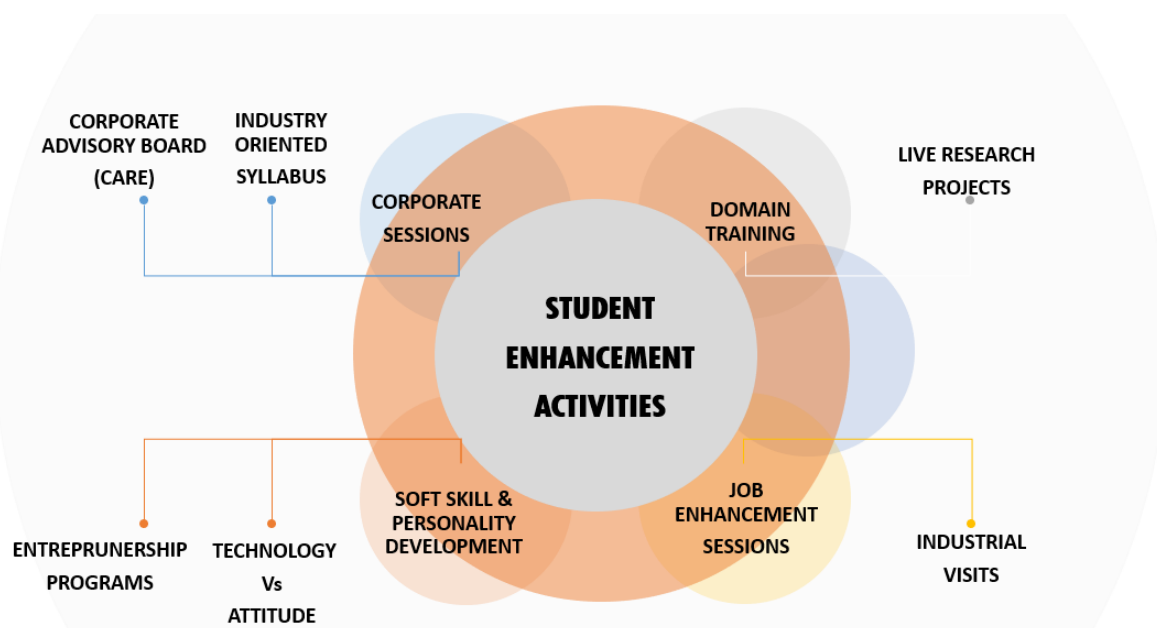 CORPORATE
ADVISORY BOARD
(CARE)
INDUSTRY
ORIENTED
SYLLABUS
CORPORATE
SESSIONS
DOMAIN
TRAINING
LIVE RESEARCH
PROJECTS
STUDENT
ENHANCEMENT
ACTIVITIES
ENTREPRUNERSHIP
PROGRAMS
TECHNOLOGY
Vs
ATTITUDE
SOFT SKILL &
PERSONALITY
DEVELOPMENT
JOB
ENHANCEMENT
SESSIONS
INDUSTRIAL
VISITS